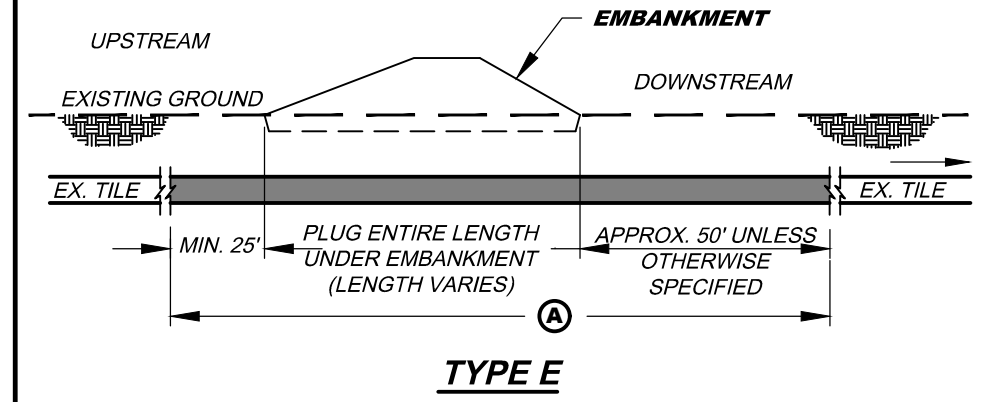 EMBANKMENT
UPSTREAM
DOWNSTREAM
EXISTING GROUND
EX. TILE
EX. TILE
MIN. 25'
PLUG ENTIRE LENGTH
UNDER EMBANKMENT
(LENGTH VARIES)
APPROX. 50' UNLESS
OTHERWISE
SPECIFIED
A
TYPE E